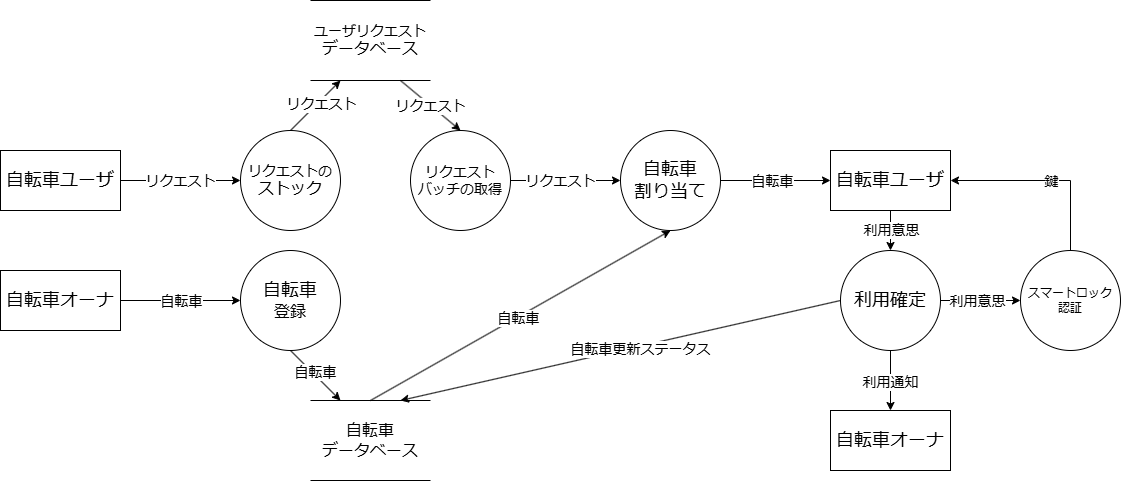 ユーザリクエスト
データベース
リクエスト
リクエスト
自転車ユーザ
リクエスト
リクエストの
ストック
リクエスト
バッチの取得
リクエスト
自転車
割り当て
自転車
自転車ユーザ
鍵
利用意思
自転車オーナ
自転車
自転車
登録
自転車
利用確定
利用意思
スマートロック
認証
自転車更新ステータス
自転車
利用通知
自転車
データベース
自転車オーナ